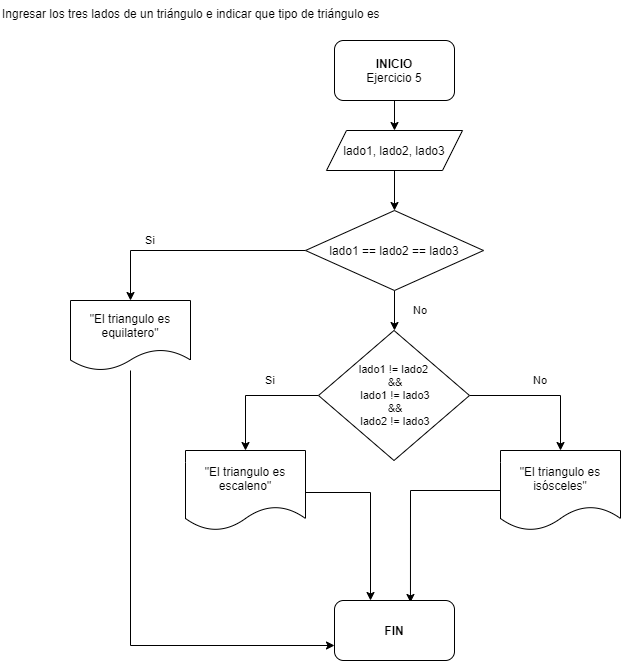 Ingresar los tres lados de un triángulo e indicar que tipo de triángulo es
INICIO
Ejercicio 5
lado1, lado2, lado3
lado1 == lado2 == lado3
Si
No
"El triangulo es
equilatero"
lado1 != lado2
&&
lado1 != lado3
&&
lado2 != lado3
Si
No
"El triangulo es
escaleno"
"El triangulo es
isósceles"
FIN